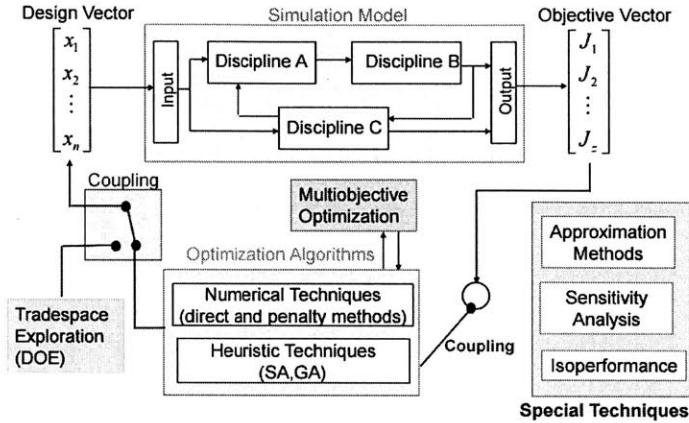 Design Vector
Simulation Model
Objective Vector
x1
x2
⋮
xn
Input
Discipline A
Discipline B
Discipline C
Output
J1
J2
⋮
Jz
Coupling
Multiobjective
Optimization
Optimization Algorithms
Numerical Techniques
(direct and penalty methods)
Heuristic Techniques
(SA,GA)
Tradespace
Exploration
(DOE)
Coupling
Approximation
Methods
Sensitivity
Analysis
Isoperformance
Special Techniques